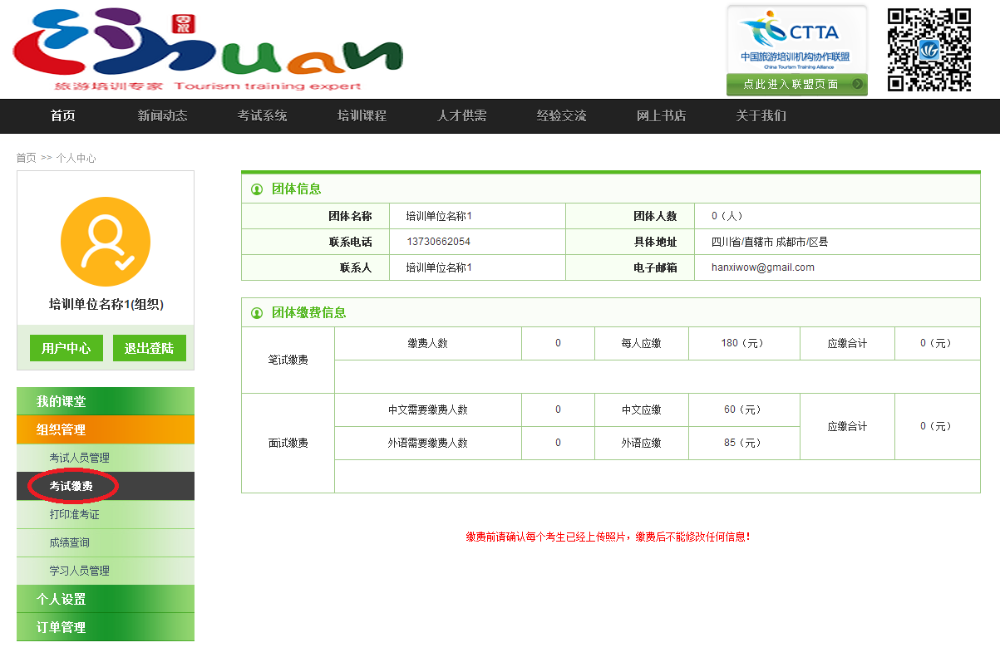 uan
旅游培训专家 Tourism training expert
CTTA
中国旅游培训机构协作联盟
China Tourism Training Alliance
点此进入联盟页面
首页 新闻动态 考试系统 培训课程 人才供需 经验交流 网上书店 关于我们
首页 >> 个人中心
培训单位名称1(组织)
用户中心 退出登陆
我的课堂
组织管理
考试人员管理
考试缴费
打印准考证
成绩查询
学习人员管理
个人设置
订单管理
团体信息
团体名称 培训单位名称1 团体人数 0（人）
联系电话 13730662054 具体地址 四川省/直辖市 成都市/区县
联系人 培训单位名称1 电子邮箱 hanxiwow@gmail.com
团体缴费信息
笔试缴费 缴费人数 0 每人应缴 180（元） 应缴合计 0（元）
面试缴费 中文需要缴费人数 0 中文应缴 60（元） 应缴合计 0（元）
外语需要缴费人数 0 外语应缴 85（元）
缴费前请确认每个考生已经上传照片，缴费后不能修改任何信息！